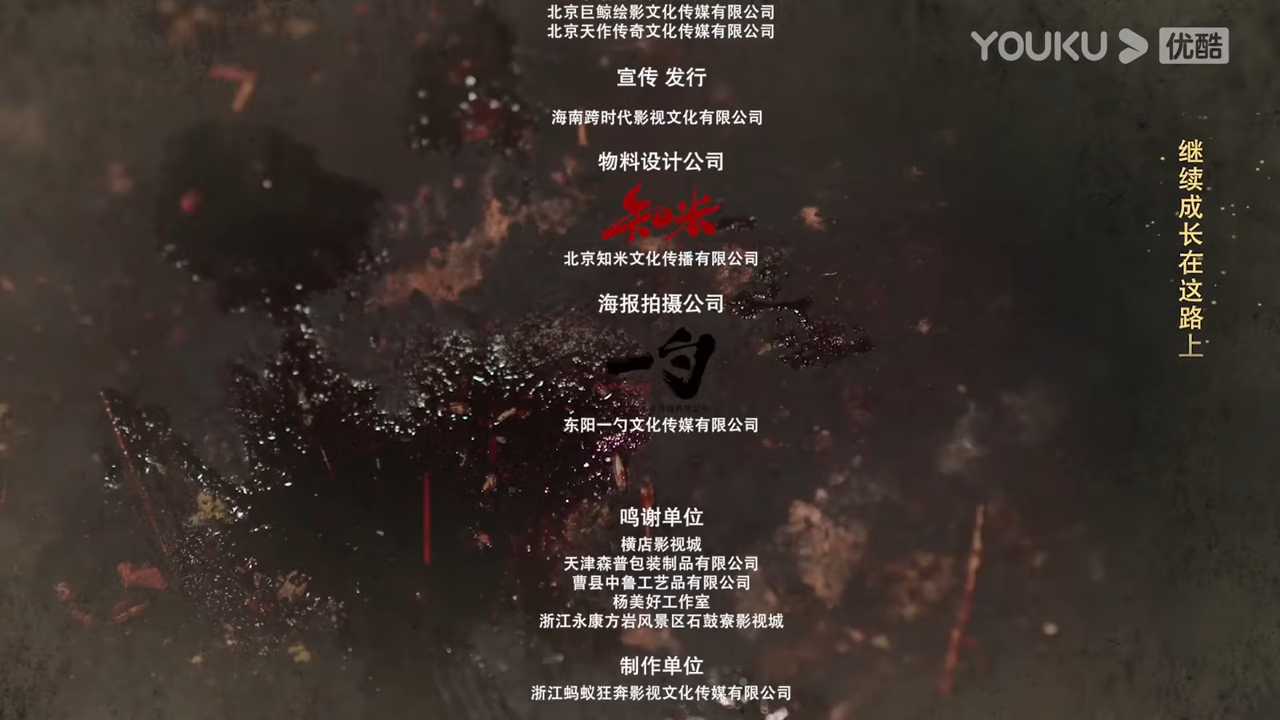 北京巨鲸绘影文化传媒有限公司
北京天作传奇文化传媒有限公司
YOUKU 优酷
宣传 发行
海南跨时代影视文化有限公司
物料设计公司
知米
北京知米文化传播有限公司
海报拍摄公司
一勺
东阳一勺文化传媒有限公司
鸣谢单位
横店影视城
天津森普包装制品有限公司
曹县中鲁工艺品有限公司
杨美好工作室
浙江永康方岩风景区石鼓寮影视城
制作单位
浙江蚂蚁狂奔影视文化传媒有限公司
继续成长在这路上